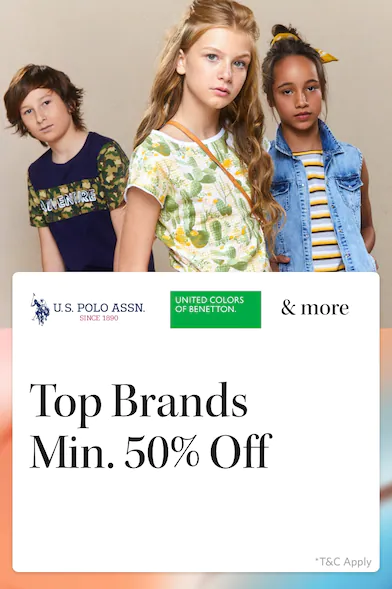 ADVENTURE
U.S. POLO ASSN.
SINCE 1890
UNITED COLORS
OF BENETTON.
& more
Top Brands
Min. 50% Off
*T&C Apply